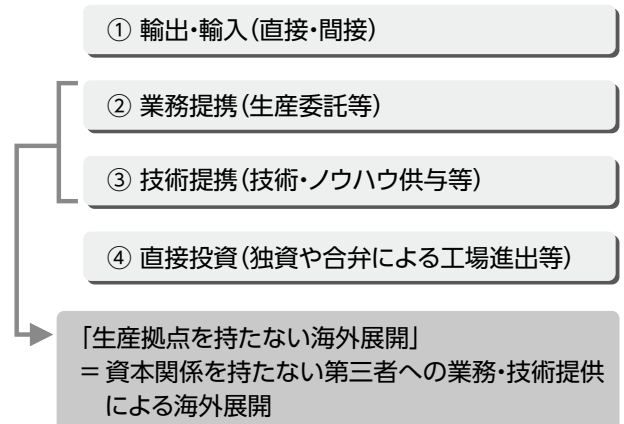 ① 輸出・輸入(直接・間接)
② 業務提携(生産委託等)
③ 技術提携(技術・ノウハウ供与等)
④ 直接投資(独資や合弁による工場進出等)
「生産拠点を持たない海外展開」
=資本関係を持たない第三者への業務・技術提供
による海外展開